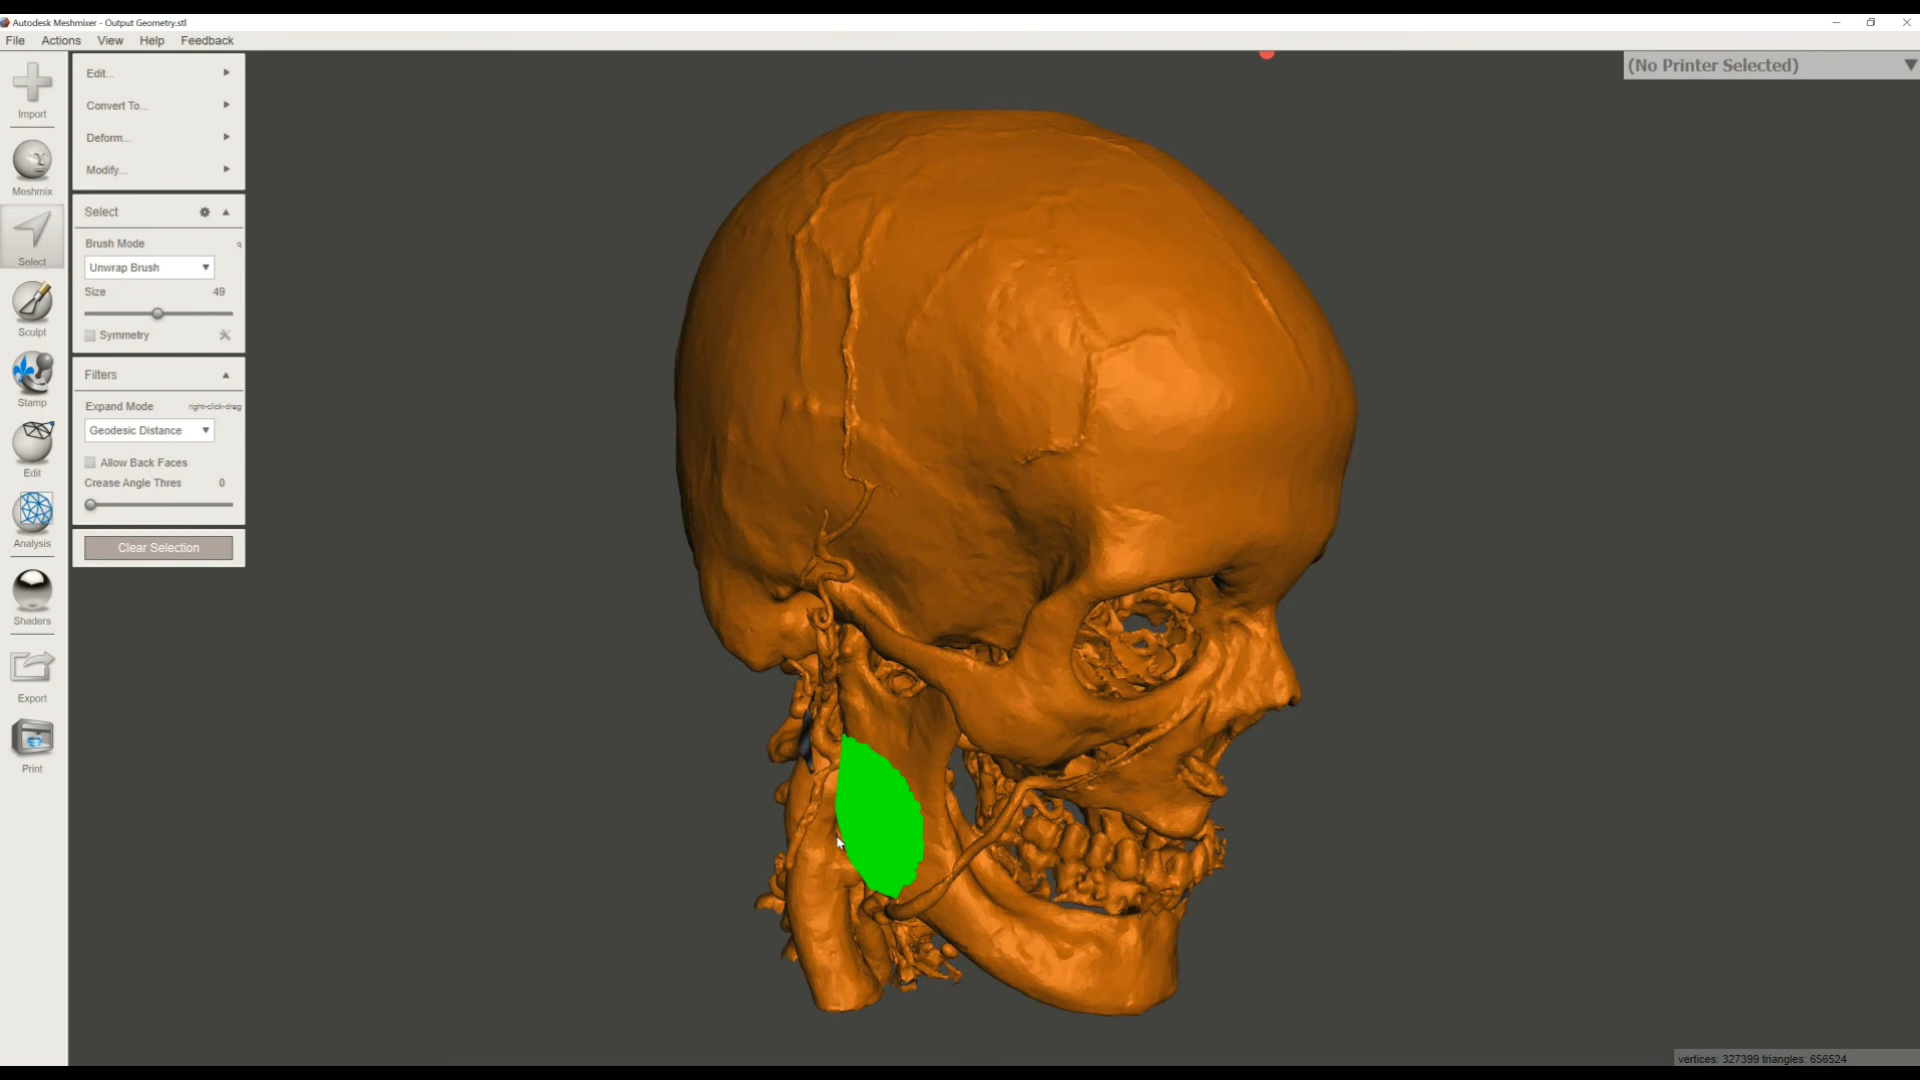 Autodesk Meshmixer - Output Geometry.stl
File Actions View Help Feedback
(No Printer Selected)
Import
Meshmix
Select
Sculpt
Stamp
Edit
Analysis
Shaders
Export
Print
Edit...
Convert To...
Deform...
Modify...
Select
Brush Mode q
Unwrap Brush
Size 49
Symmetry
Filters
Expand Mode right-click-drag
Geodesic Distance
Allow Back Faces
Crease Angle Thres 0
Clear Selection
vertices: 327399 triangles: 656524